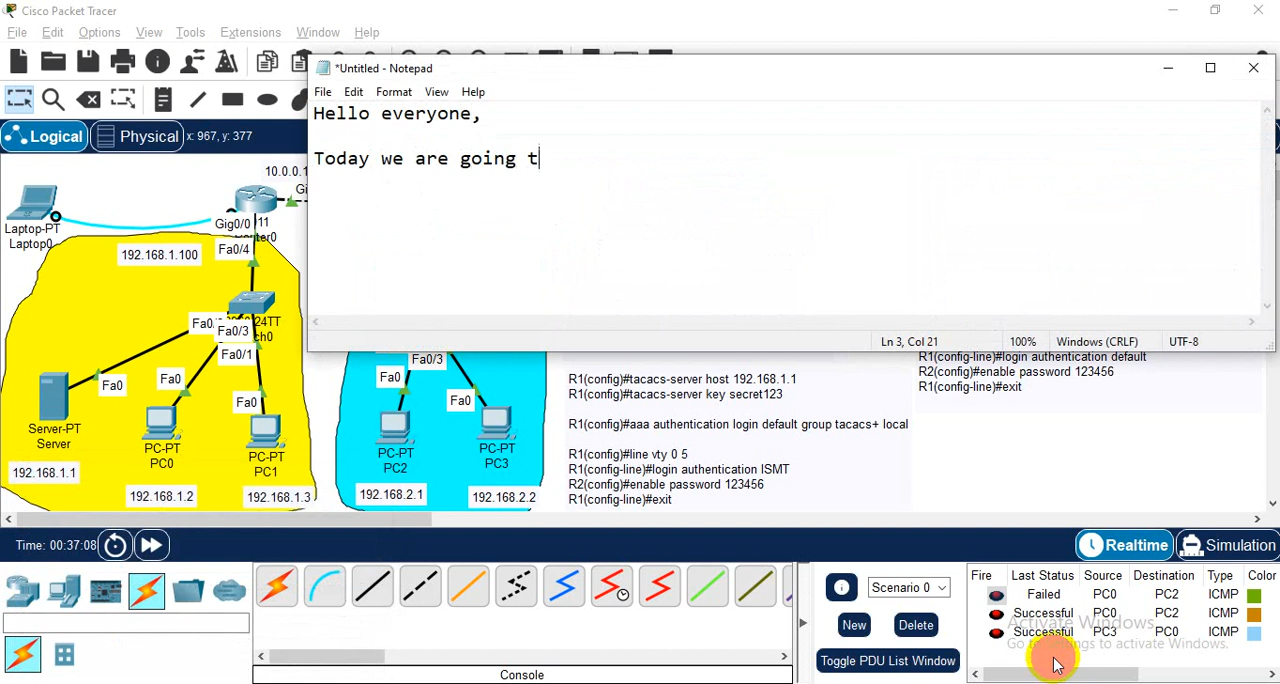 Cisco Packet Tracer
File Edit Options View Tools Extensions Window Help
*Untitled - Notepad
File Edit Format View Help
Hello everyone,
Today we are going t
Ln 3, Col 21 100% Windows (CRLF) UTF-8
Logical Physical x: 967, y: 377
10.0.0.1
Laptop-PT
Laptop0
Gig0/0
Fa0/4
192.168.1.100
Fa0/3
Fa0/1
Fa0
Fa0
Fa0
Server-PT
Server
PC-PT
PC0
PC-PT
PC1
192.168.1.1
192.168.1.2
192.168.1.3
Fa0/3
Fa0
Fa0
PC-PT
PC2
PC-PT
PC3
192.168.2.1
192.168.2.2
R1(config)#tacacs-server host 192.168.1.1
R1(config)#tacacs-server key secret123
R1(config)#aaa authentication login default group tacacs+ local
R1(config)#line vty 0 5
R1(config-line)#login authentication ISMT
R2(config)#enable password 123456
R1(config-line)#exit
R1(config-line)#login authentication default
R2(config)#enable password 123456
R1(config-line)#exit
Time: 00:37:08
Realtime Simulation
Scenario 0
New Delete
Toggle PDU List Window
Fire Last Status Source Destination Type Color
Failed PC0 PC2 ICMP
Successful PC0 PC2 ICMP
Successful PC3 PC0 ICMP
Activate Windows
Go to Settings to activate Windows.
Console